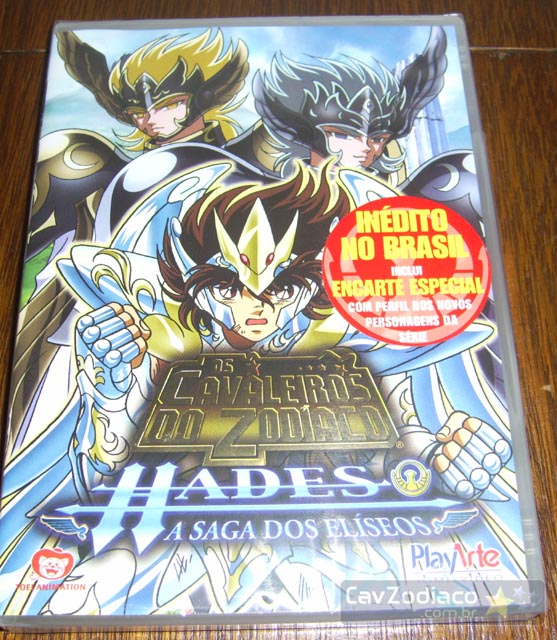 INÉDITO
NO BRASIL
INCLUI
ENCARTE ESPECIAL
COM PERFIL DOS NOVOS
PERSONAGENS DA
SÉRIE
OS
CAVALEIROS
DO ZODÍACO
HADES
A SAGA DOS ELÍSEOS
TOEI ANIMATION
PlayArte
CavZodiaco
.com.br